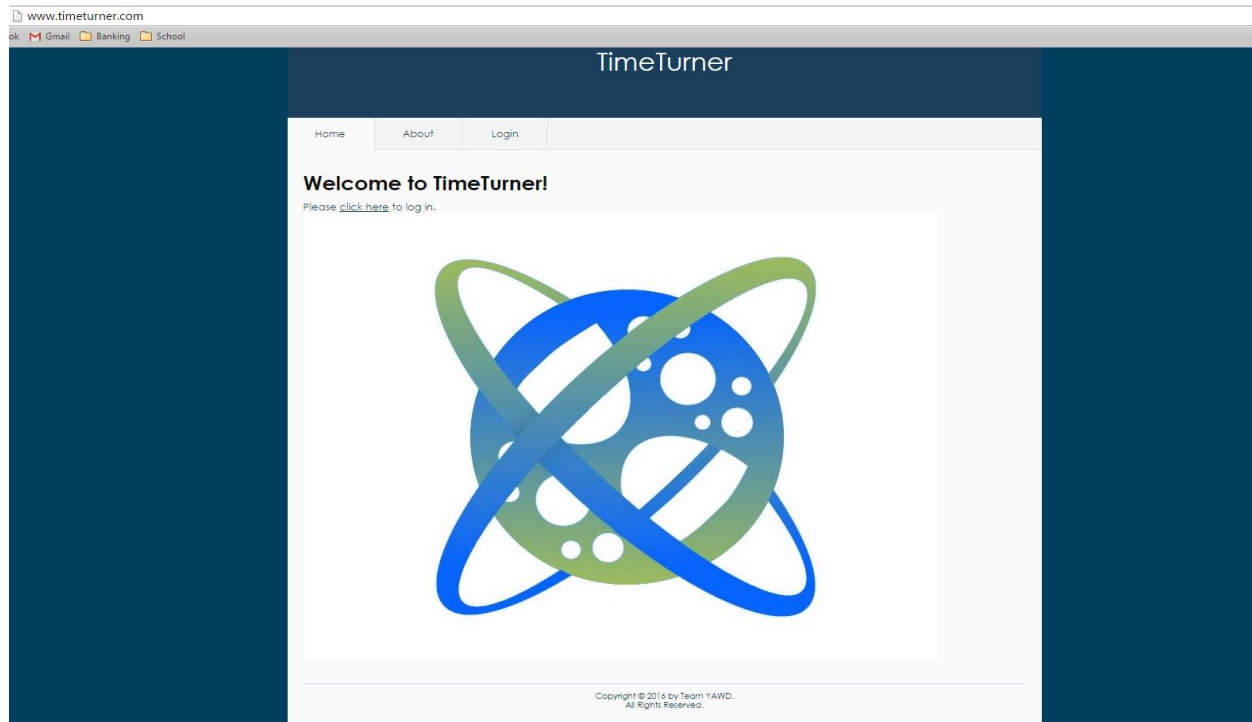 www.timeturner.com
ok Gmail Banking School
TimeTurner
Home About Login
Welcome to TimeTurner!
Please click here to log in.
Copyright © 2016 by Team YAWD.
All Rights Reserved.